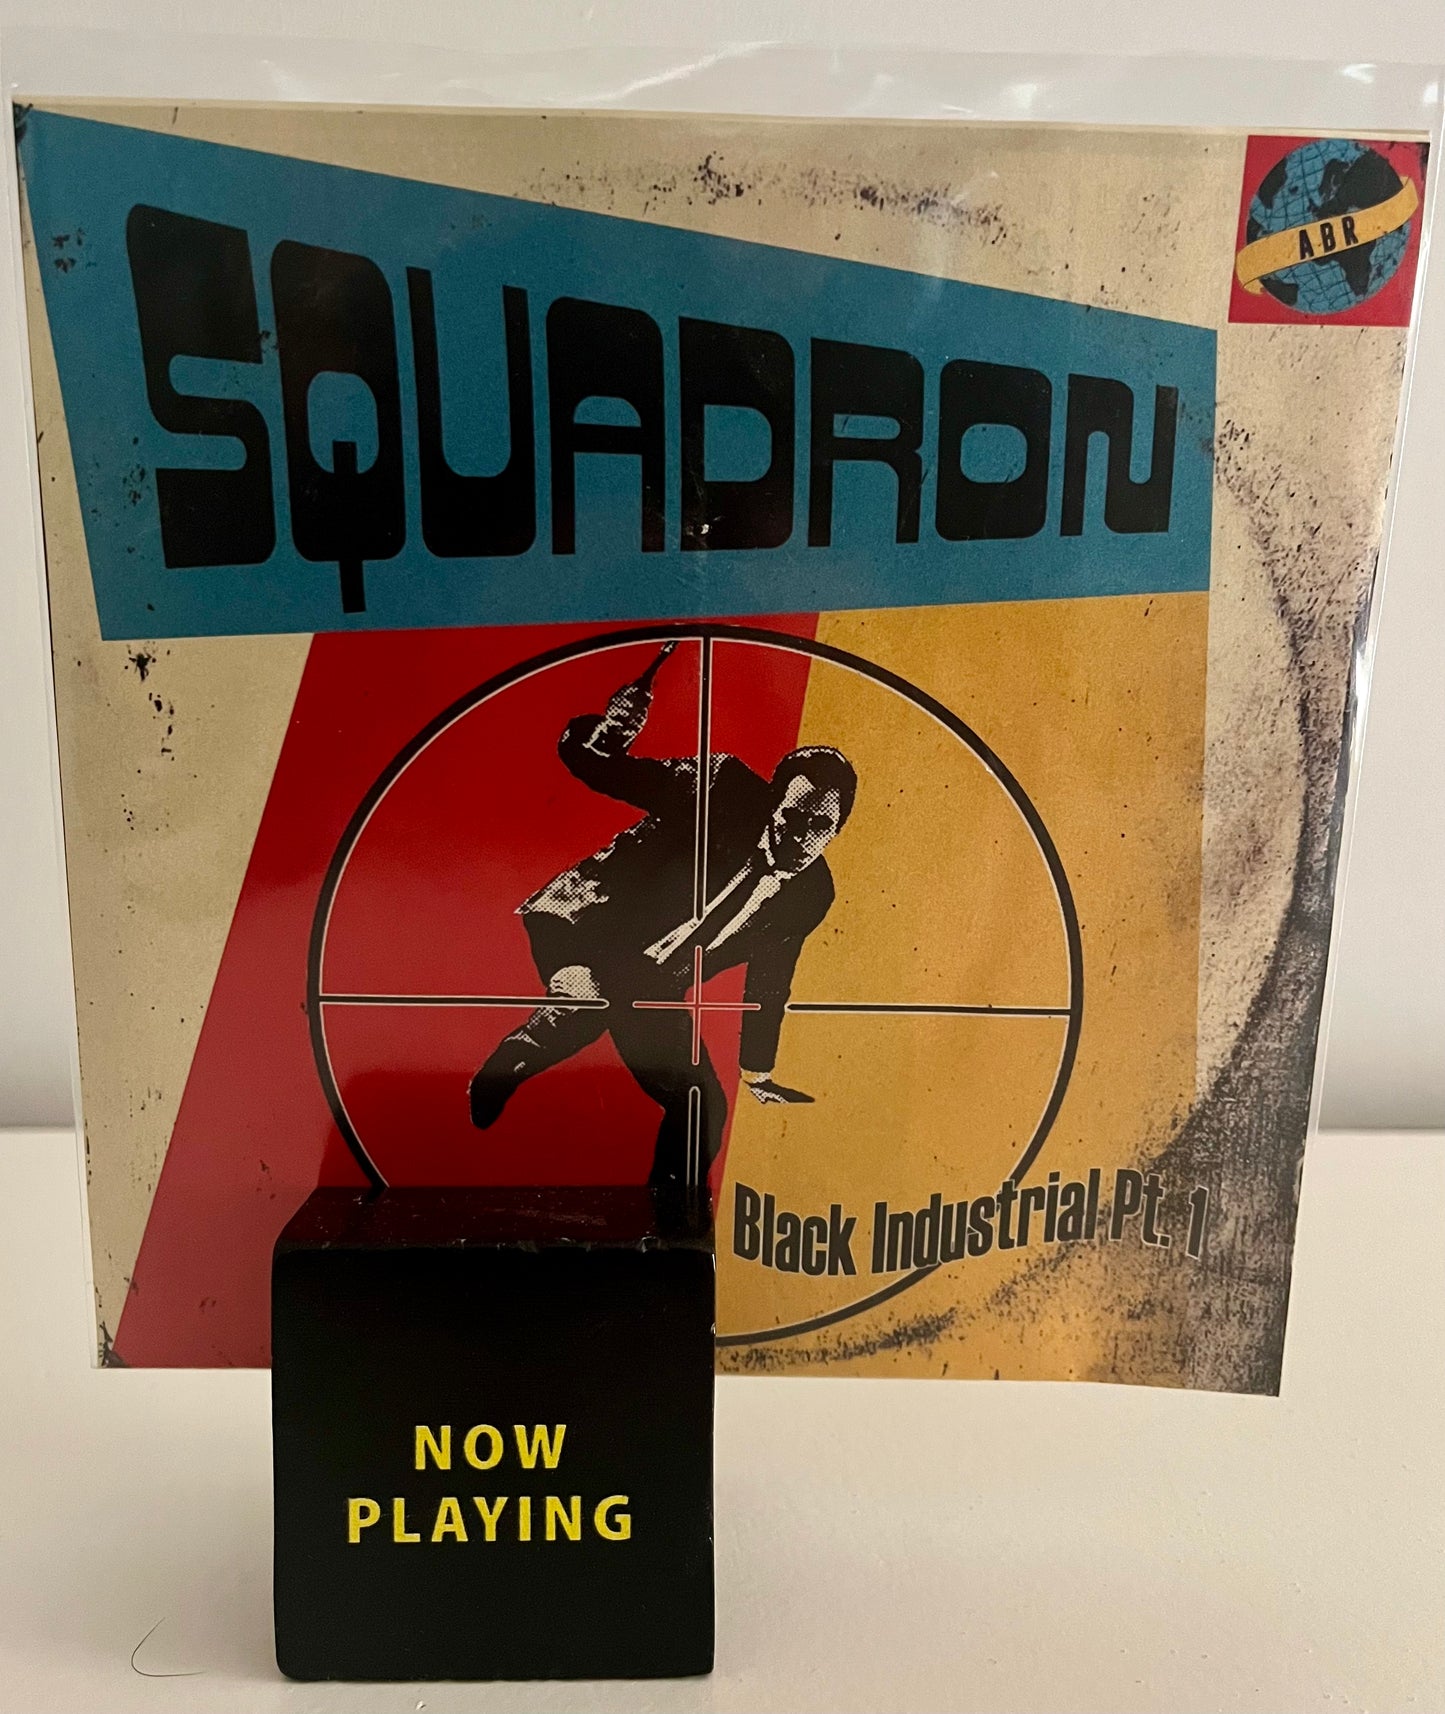 SQUADRON
ABR
Black Industrial Pt. 1
NOW
PLAYING